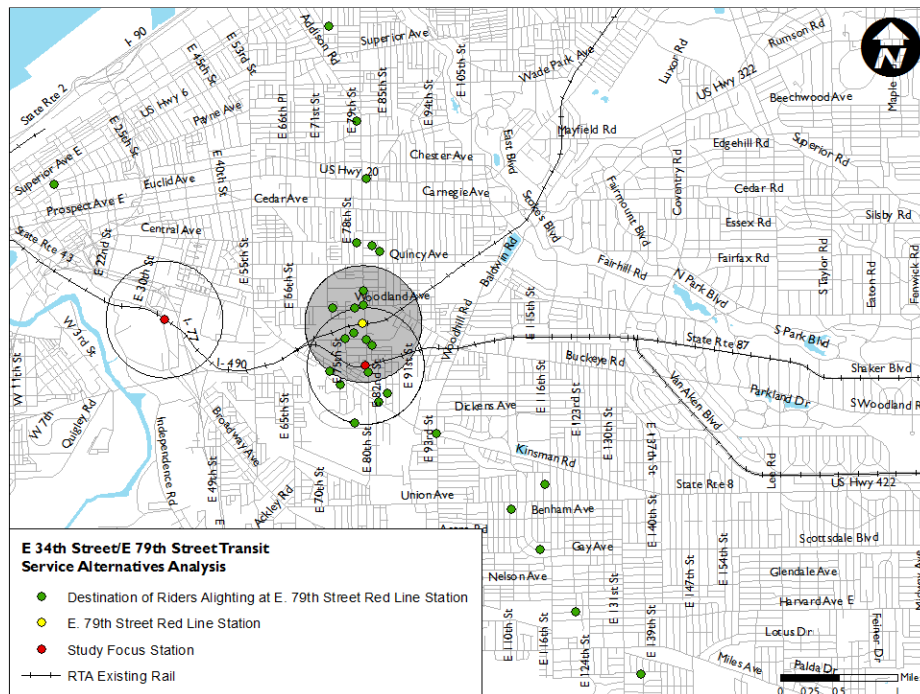 Addison Rd
Superior Ave
I- 90
E 53rd St
E 45th St
E 85th St
E 105th St
Wade Park Ave
Luxor Rd
Rumson Rd
US Hwy 322
State Rte 2
US Hwy 6
Payne Ave
E 25th St
E 66th Pl
E 71st St
E 79th St
E 94th St
Beechwood Ave
Maple
Mayfield Rd
East Blvd
Edgehill Rd
Superior Rd
Superior Ave E
Euclid Ave
E 40th St
Chester Ave
US Hwy 20
Carnegie Ave
Cedar Ave
Cedar Rd
Coventry Rd
Prospect Ave E
Central Ave
E 78th St
Stokes Blvd
Fairmount Blvd
Essex Rd
Silsby Rd
State Rte 43
E 22nd St
E 55th St
Quincy Ave
Baldwin Rd
Fairhill Rd
Fairfax Rd
S Taylor Rd
Eaton Rd
Fenwick Rd
E 30th St
E 66th St
Woodland Ave
N Park Blvd
I- 77
Woodhill Rd
E 115th St
W 3rd St
State Rte 87
S Park Blvd
I- 490
E 75th St
E 82nd St
E 91st St
Buckeye Rd
Shaker Blvd
W 11th St
Van Aken Blvd
Parkland Dr
S Woodland R
W 7th
Quigley Rd
E 65th St
Dickens Ave
E 116th St
E 123rd St
E 130th St
Independence Rd
Broadway Ave
E 80th St
E 93rd St
Kinsman Rd
E 137th St
Lee Rd
E 49th St
E 70th St
State Rte 8
US Hwy 422
Ackley Rd
Union Ave
Benham Ave
E 140th St
Scottsdale Blvd
E
Gay Ave
E 147th St
E 154th St
Nelson Ave
Glendale Ave
E 131st St
Harvard Ave E
E 110th St
E 116th St
E 124th St
E 139th St
Lotus Dr
Feiner Dr
Miles Ave
Palda Dr
E 34th Street/E 79th Street Transit
Service Alternatives Analysis
Destination of Riders Alighting at E. 79th Street Red Line Station
E. 79th Street Red Line Station
Study Focus Station
RTA Existing Rail
Miles
0 0.25 0.5 1